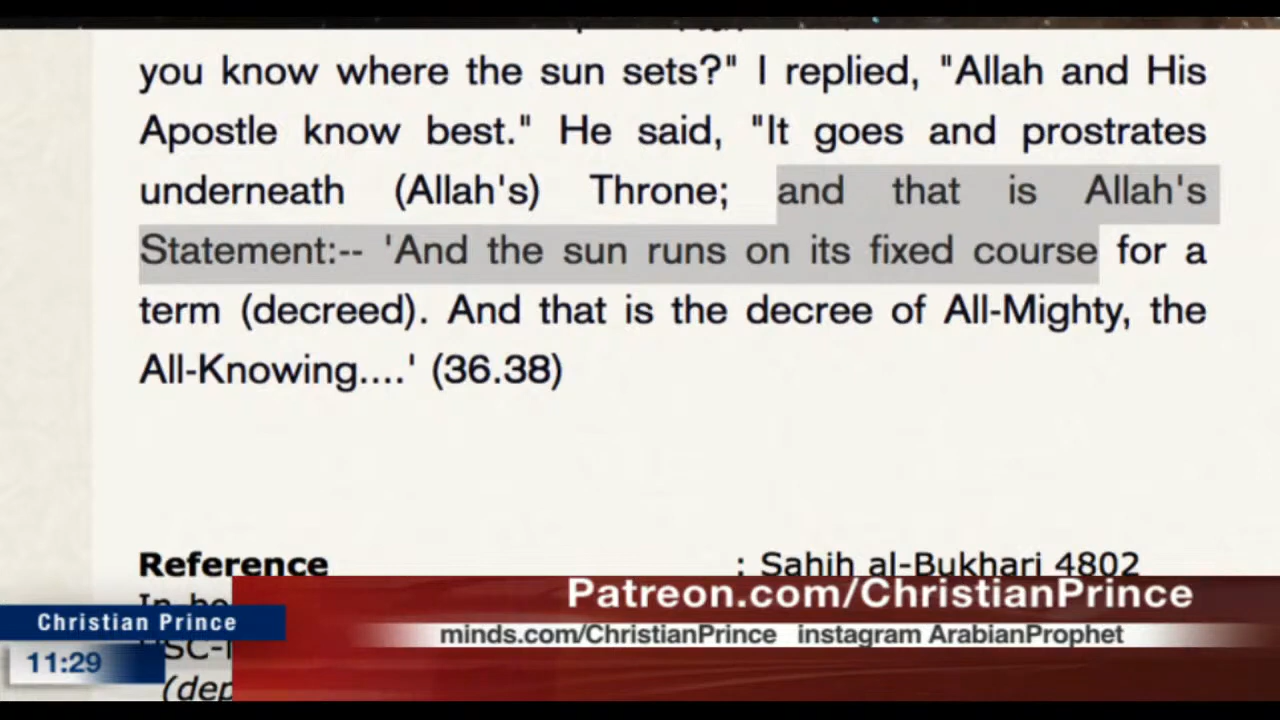 you know where the sun sets?" I replied, "Allah and His
Apostle know best." He said, "It goes and prostrates
underneath (Allah's) Throne; and that is Allah's
Statement:-- 'And the sun runs on its fixed course for a
term (decreed). And that is the decree of All-Mighty, the
All-Knowing....' (36.38)
Reference : Sahih al-Bukhari 4802
In
Patreon.com/ChristianPrince
Christian Prince
minds.com/ChristianPrince instagram ArabianProphet
11:29